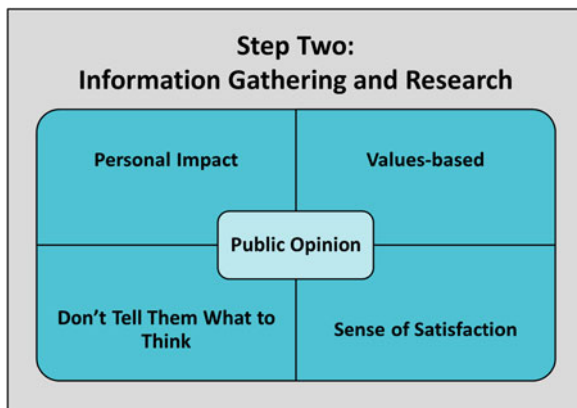 Step Two:
Information Gathering and Research
Personal Impact
Values-based
Public Opinion
Don’t Tell Them What to
Think
Sense of Satisfaction